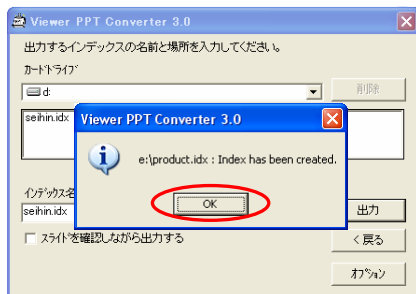 Viewer PPT Converter 3.0
出力するインデックスの名前と場所を入力してください。
カードドライブ
d:
削除
seihin.idx
Viewer PPT Converter 3.0
e:\product.idx : Index has been created.
OK
インデックス名
seihin.idx
出力
スライドを確認しながら出力する
< 戻る
オプション